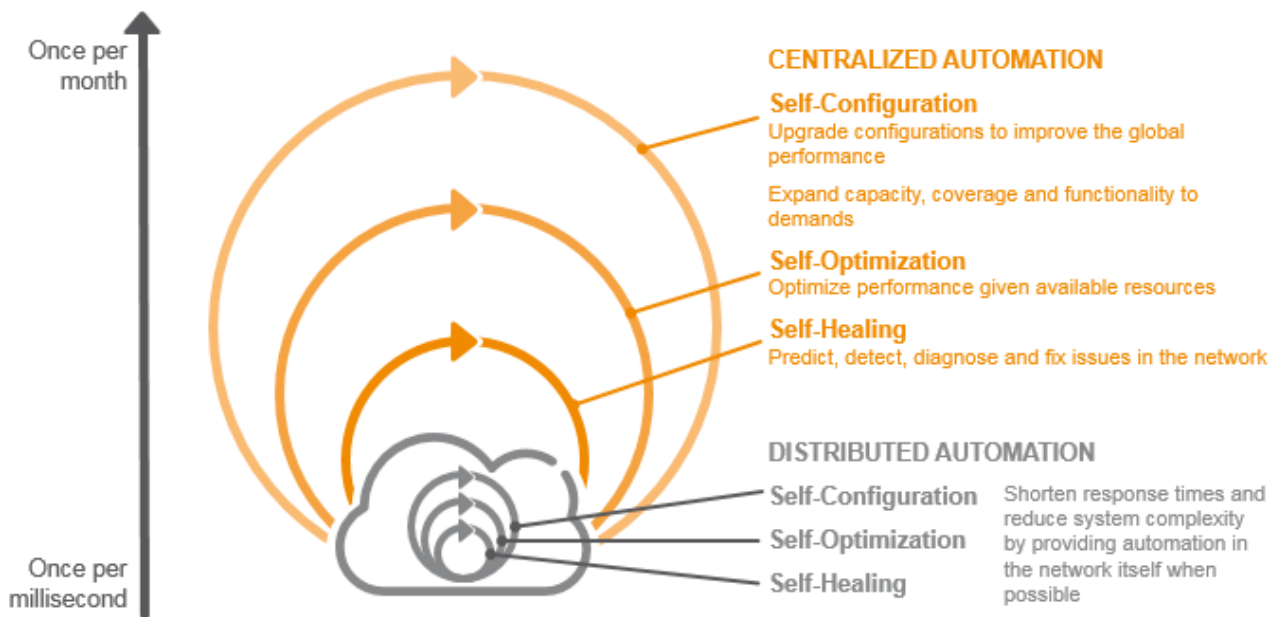 Once per
month
CENTRALIZED AUTOMATION
Self-Configuration
Upgrade configurations to improve the global
performance
Expand capacity, coverage and functionality to
demands
Self-Optimization
Optimize performance given available resources
Self-Healing
Predict, detect, diagnose and fix issues in the network
DISTRIBUTED AUTOMATION
Self-Configuration
Self-Optimization
Self-Healing
Shorten response times and
reduce system complexity
by providing automation in
the network itself when
possible
Once per
millisecond